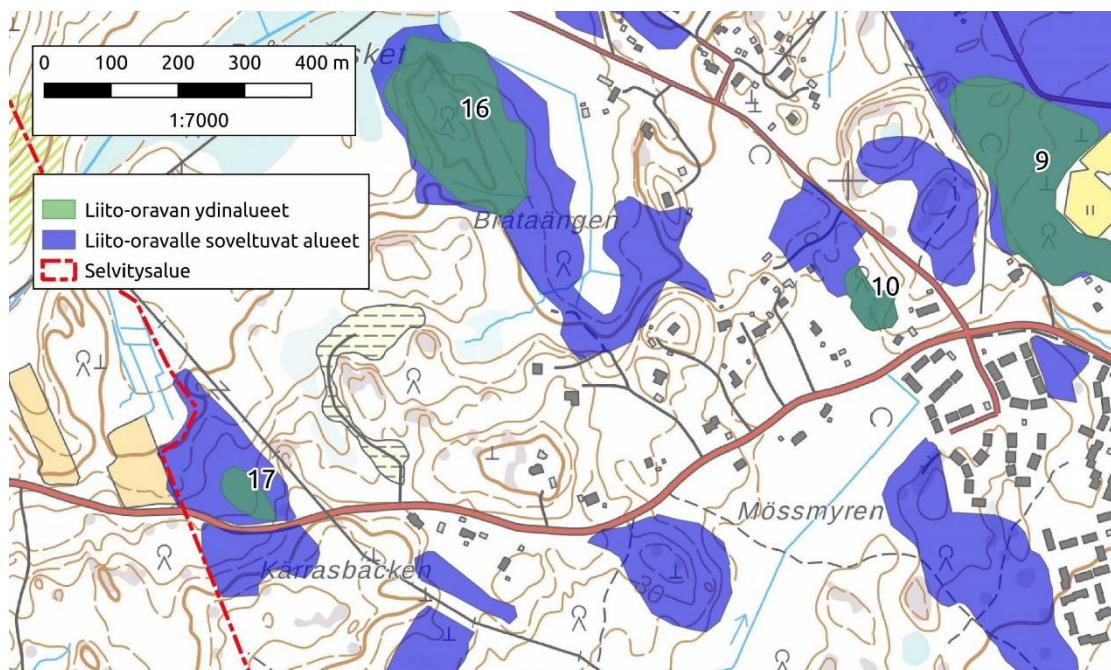 0 100 200 300 400 m
1:7000
Liito-oravan ydinalueet
Liito-oravalle soveltuvat alueet
Selvitysalue
16
9
Brataängen
10
17
Mössmyren
Kärrasbacken
30